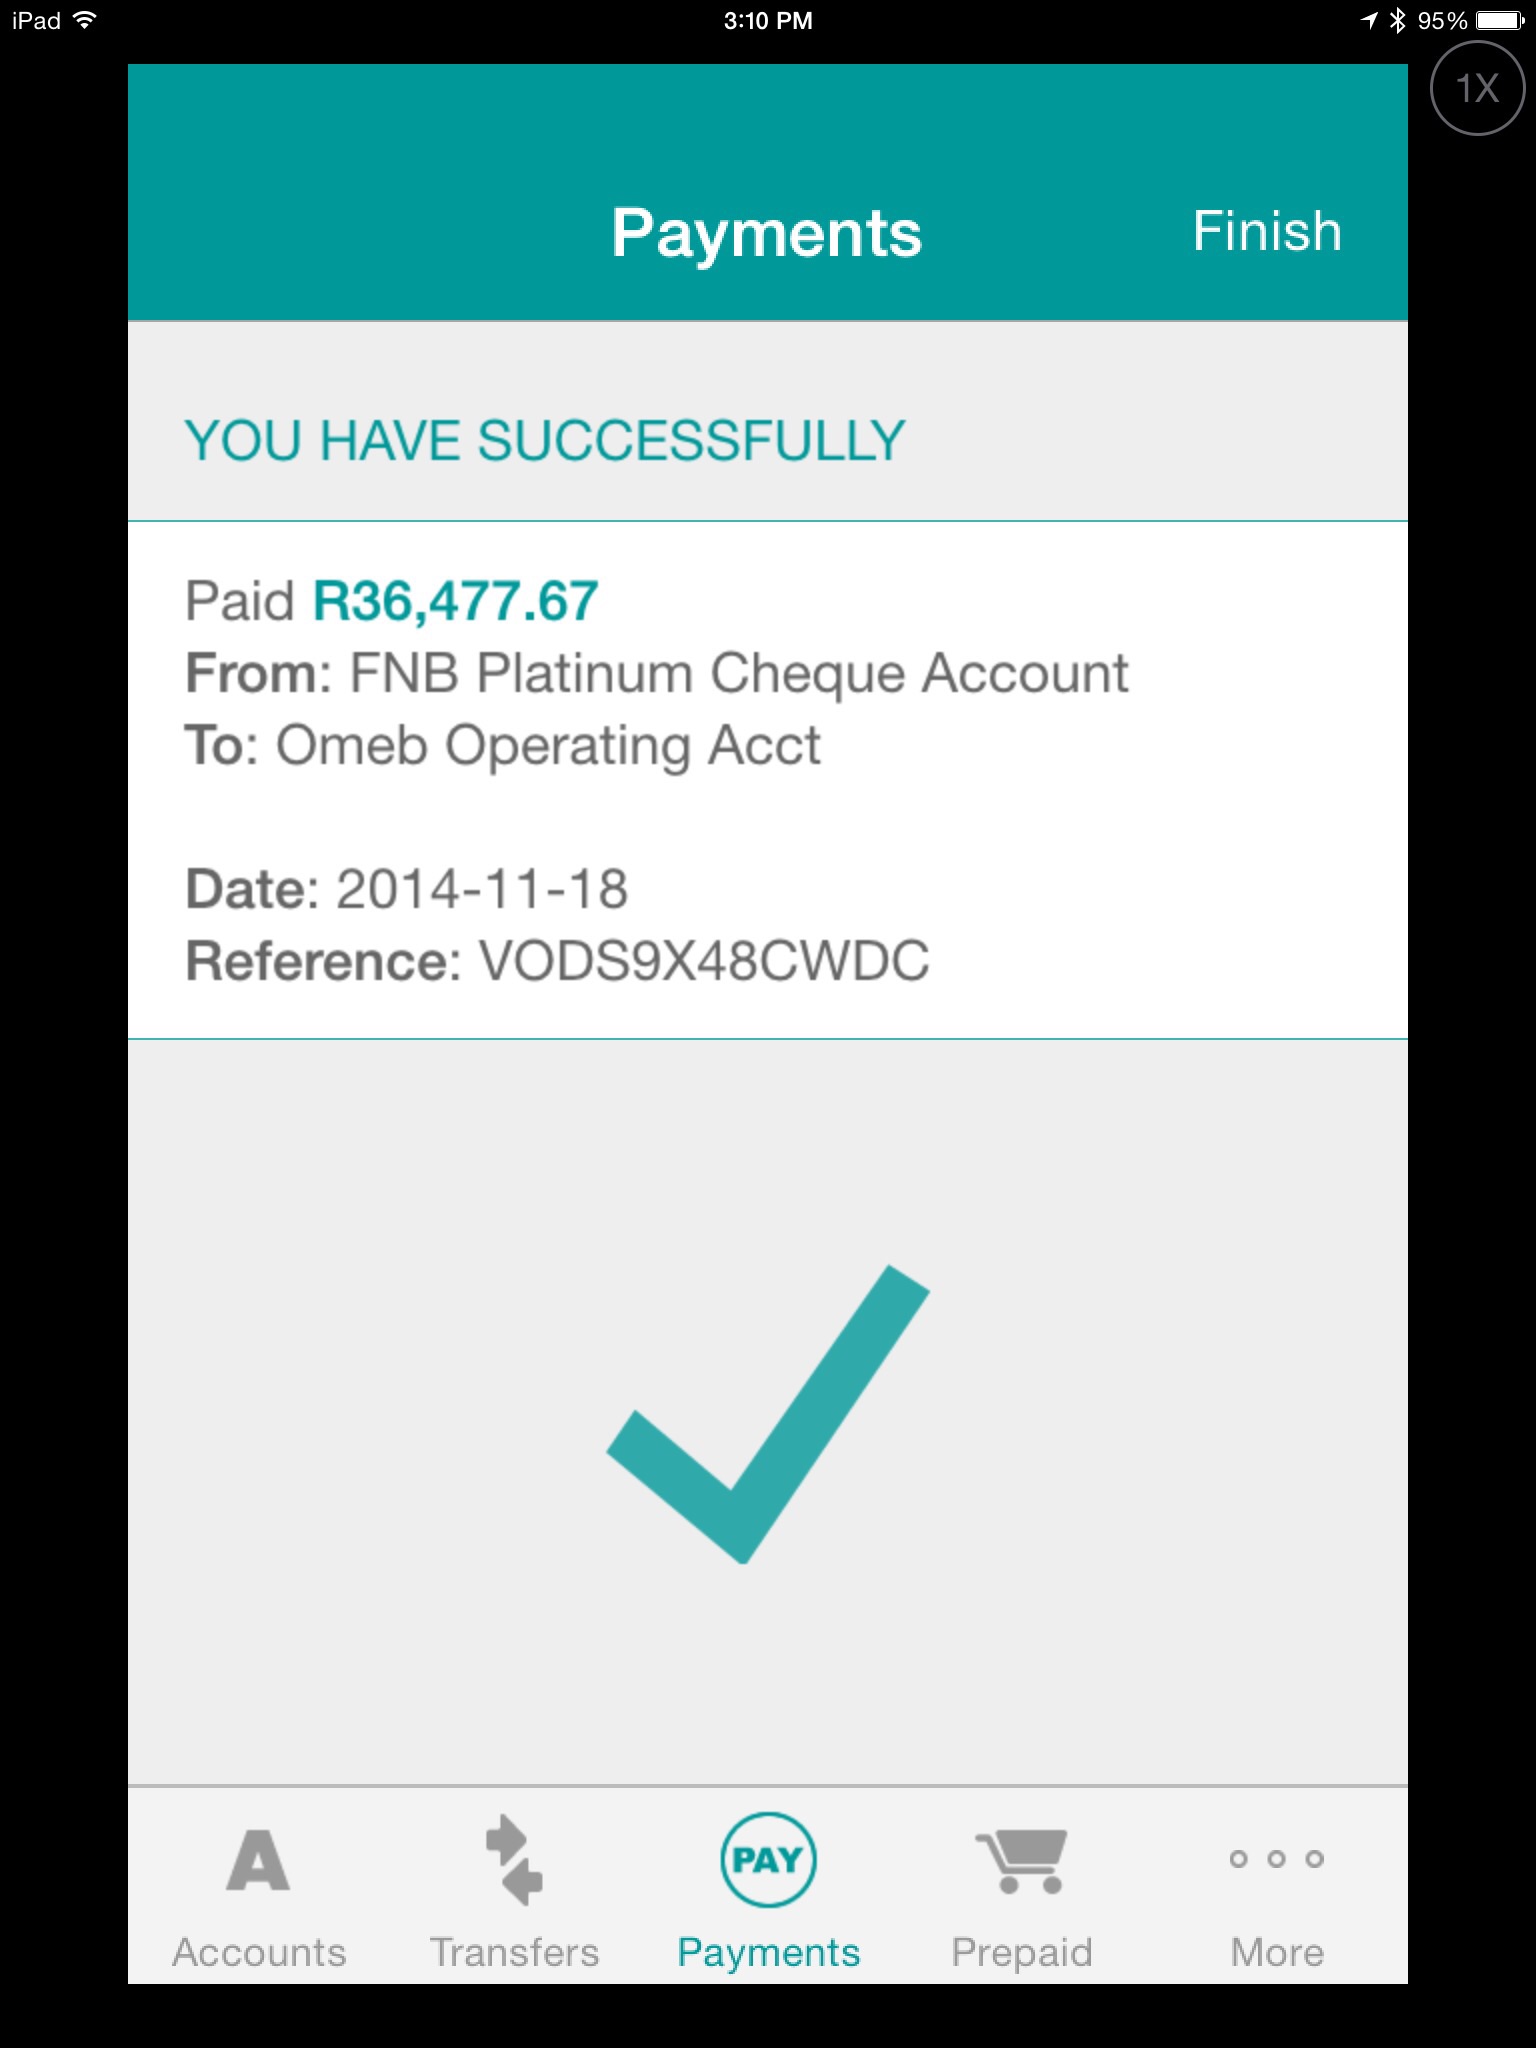 iPad 3:10 PM 95%
1X
Payments Finish
YOU HAVE SUCCESSFULLY
Paid R36,477.67
From: FNB Platinum Cheque Account
To: Omeb Operating Acct
Date: 2014-11-18
Reference: VODS9X48CWDC
A PAY
Accounts Transfers Payments Prepaid More